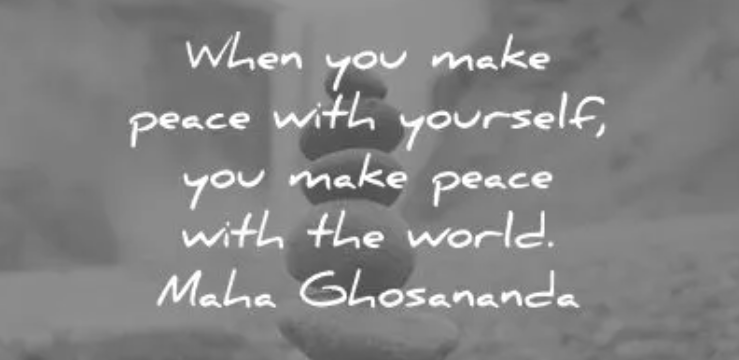 When you make
peace with yourself,
you make peace
with the world.
Maha Ghosananda